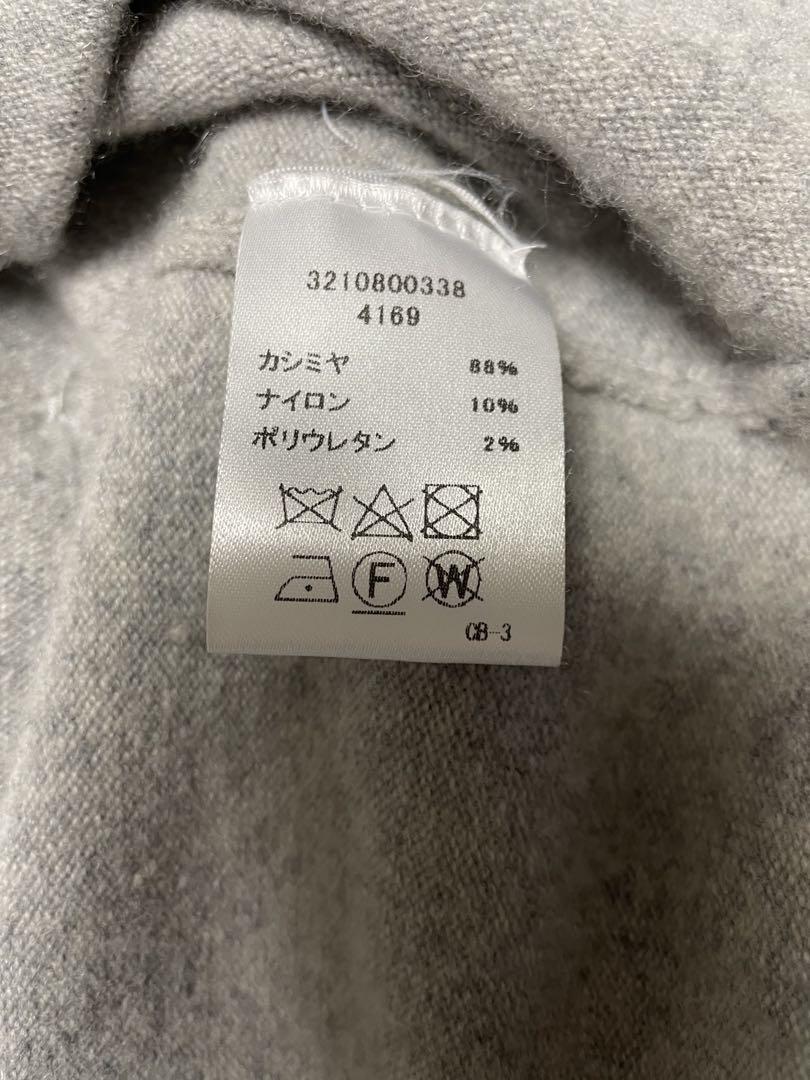 3210800338
4169
カシミヤ 88%
ナイロン 10%
ポリウレタン 2%
F W
CB-3